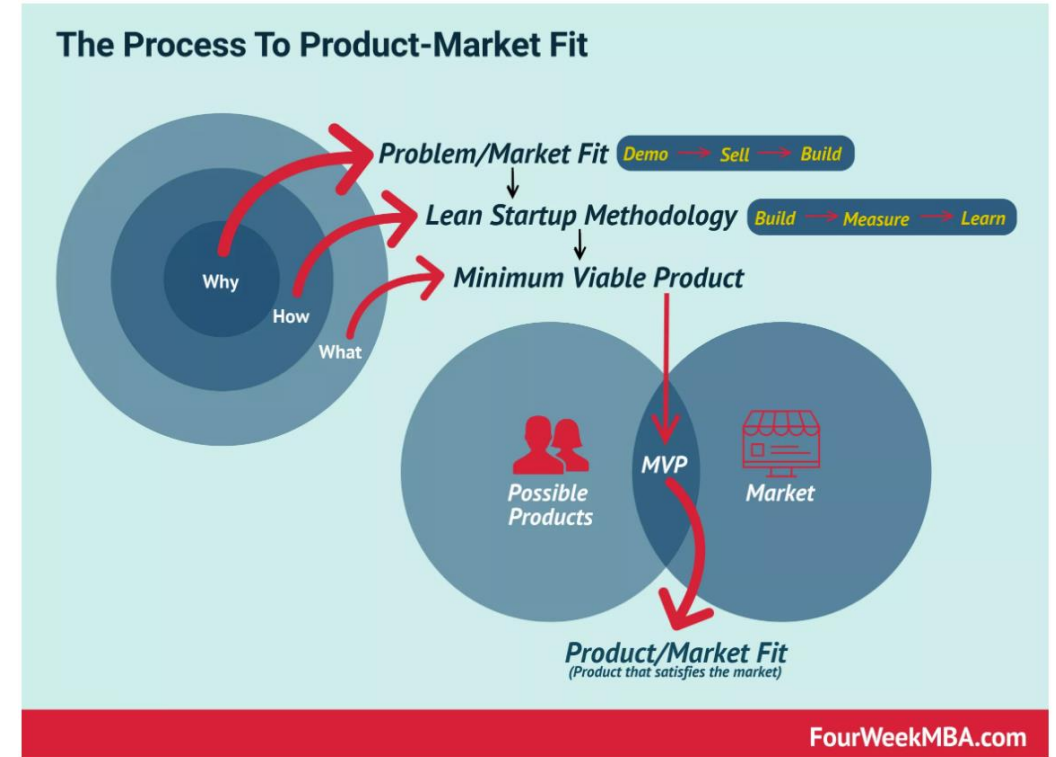 The Process To Product-Market Fit
Problem/Market Fit
Demo
Sell
Build
Lean Startup Methodology
Build
Measure
Learn
Minimum Viable Product
Why
How
What
Possible
Products
MVP
Market
Product/Market Fit
(Product that satisfies the market)
FourWeekMBA.com